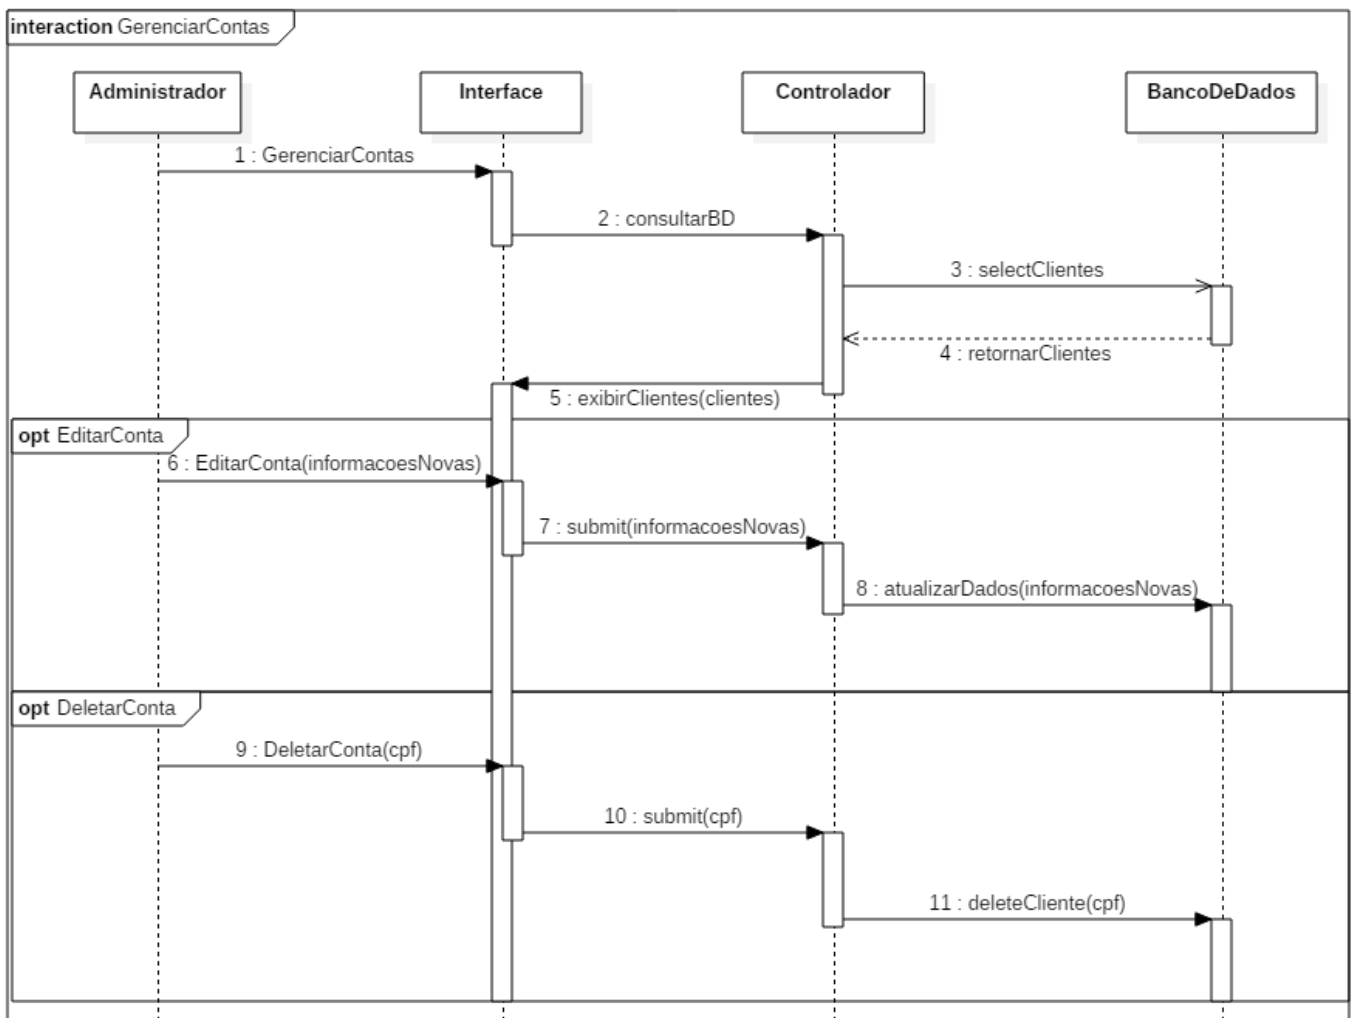 interaction GerenciarContas
Administrador
Interface
Controlador
BancoDeDados
1 : GerenciarContas
2 : consultarBD
3 : selectClientes
4 : retornarClientes
5 : exibirClientes(clientes)
opt EditarConta
6 : EditarConta(informacoesNovas)
7 : submit(informacoesNovas)
8 : atualizarDados(informacoesNovas)
opt DeletarConta
9 : DeletarConta(cpf)
10 : submit(cpf)
11 : deleteCliente(cpf)